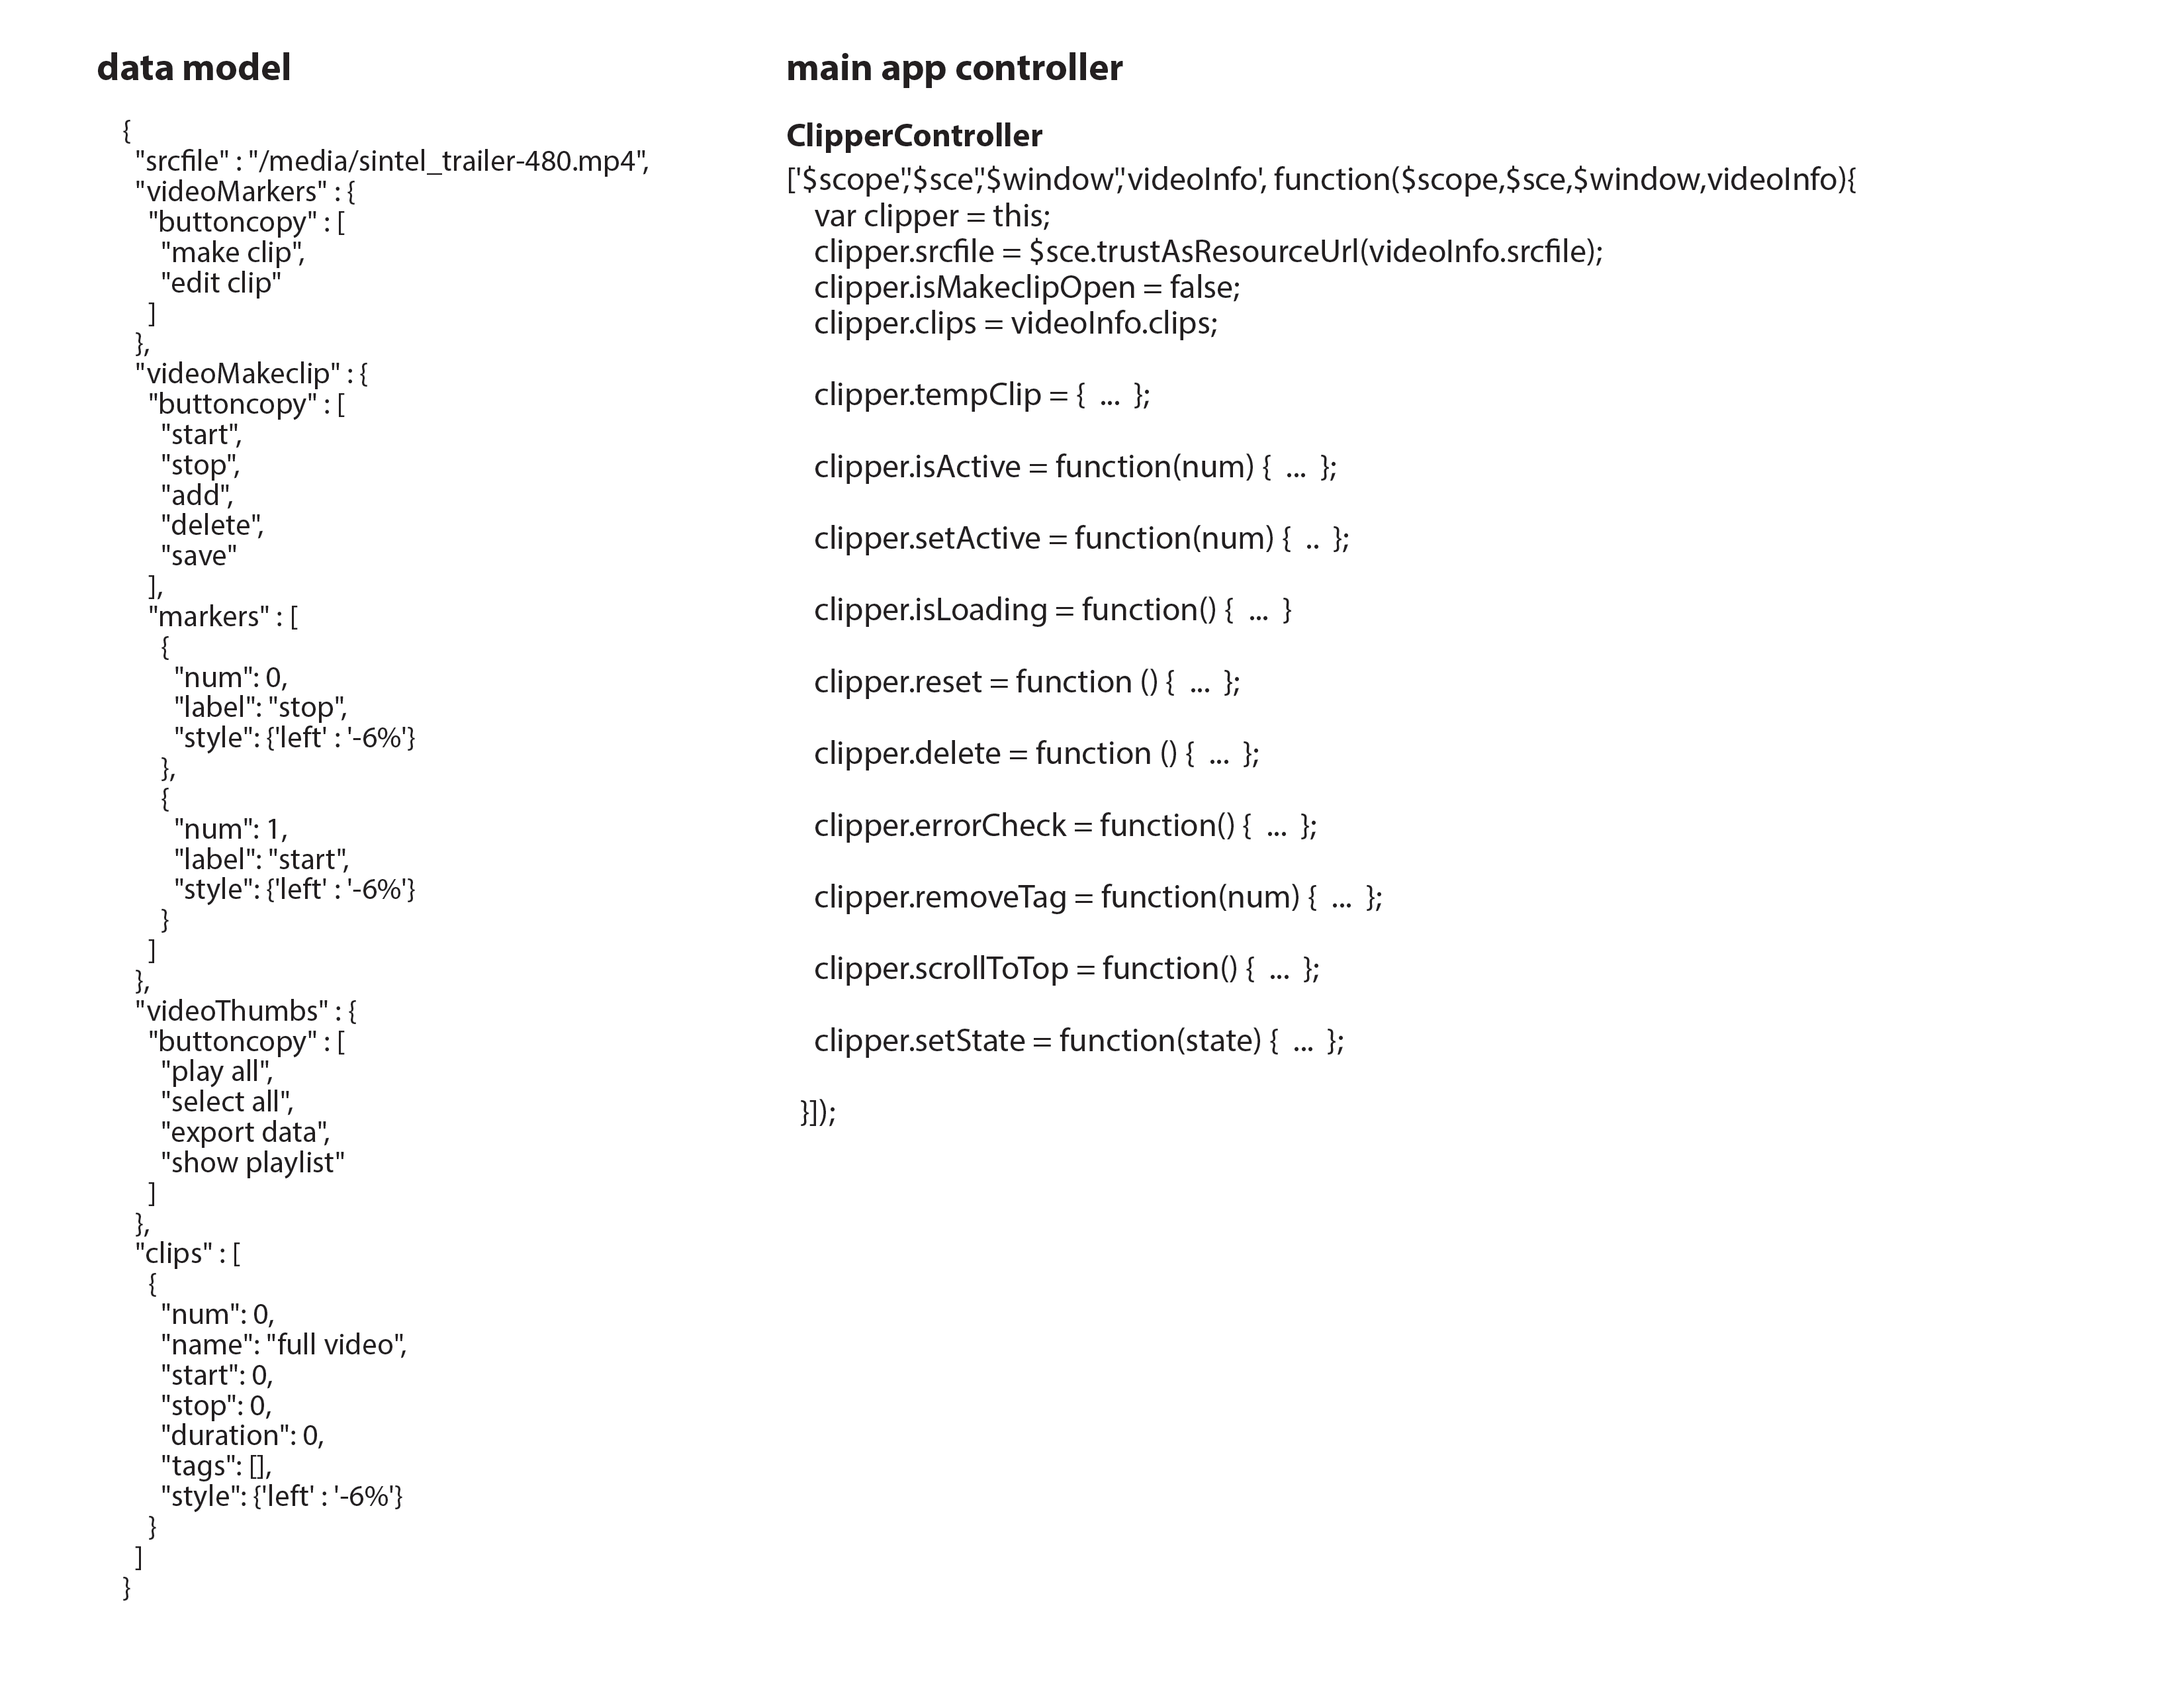 data model
{
"srcfile" : "/media/sintel_trailer-480.mp4",
"videoMarkers" : {
"buttoncopy" : [
"make clip",
"edit clip"
]
},
"videoMakeclip" : {
"buttoncopy" : [
"start",
"stop",
"add",
"delete",
"save"
],
"markers" : [
{
"num": 0,
"label": "stop",
"style": {'left' : '-6%'}
},
{
"num": 1,
"label": "start",
"style": {'left' : '-6%'}
}
]
},
"videoThumbs" : {
"buttoncopy" : [
"play all",
"select all",
"export data",
"show playlist"
]
},
"clips" : [
{
"num": 0,
"name": "full video",
"start": 0,
"stop": 0,
"duration": 0,
"tags": [],
"style": {'left' : '-6%'}
}
]
}
main app controller
ClipperController
['$scope','$sce','$window','videoInfo', function($scope,$sce,$window,videoInfo){
var clipper = this;
clipper.srcfile = $sce.trustAsResourceUrl(videoInfo.srcfile);
clipper.isMakeclipOpen = false;
clipper.clips = videoInfo.clips;
clipper.tempClip = { ... };
clipper.isActive = function(num) { ... };
clipper.setActive = function(num) { .. };
clipper.isLoading = function() { ... }
clipper.reset = function () { ... };
clipper.delete = function () { ... };
clipper.errorCheck = function() { ... };
clipper.removeTag = function(num) { ... };
clipper.scrollToTop = function() { ... };
clipper.setState = function(state) { ... };
}]);